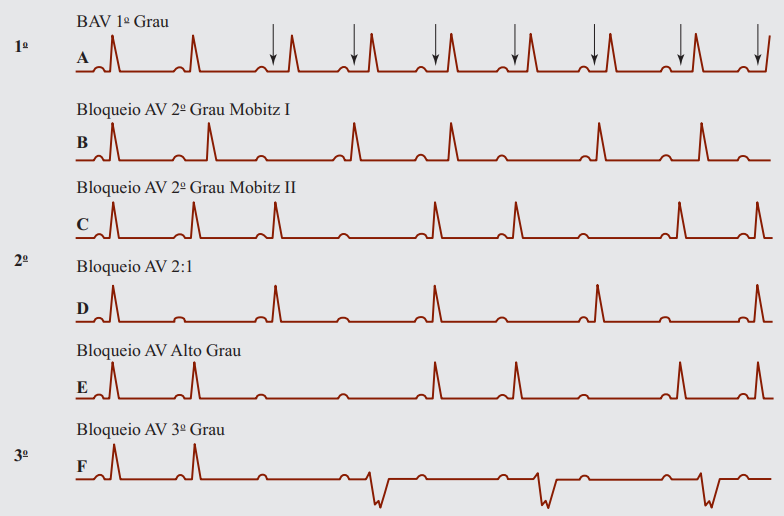 BAV 1º Grau
1º
A
Bloqueio AV 2º Grau Mobitz I
B
Bloqueio AV 2º Grau Mobitz II
C
2º
Bloqueio AV 2:1
D
Bloqueio AV Alto Grau
E
Bloqueio AV 3º Grau
3º
F